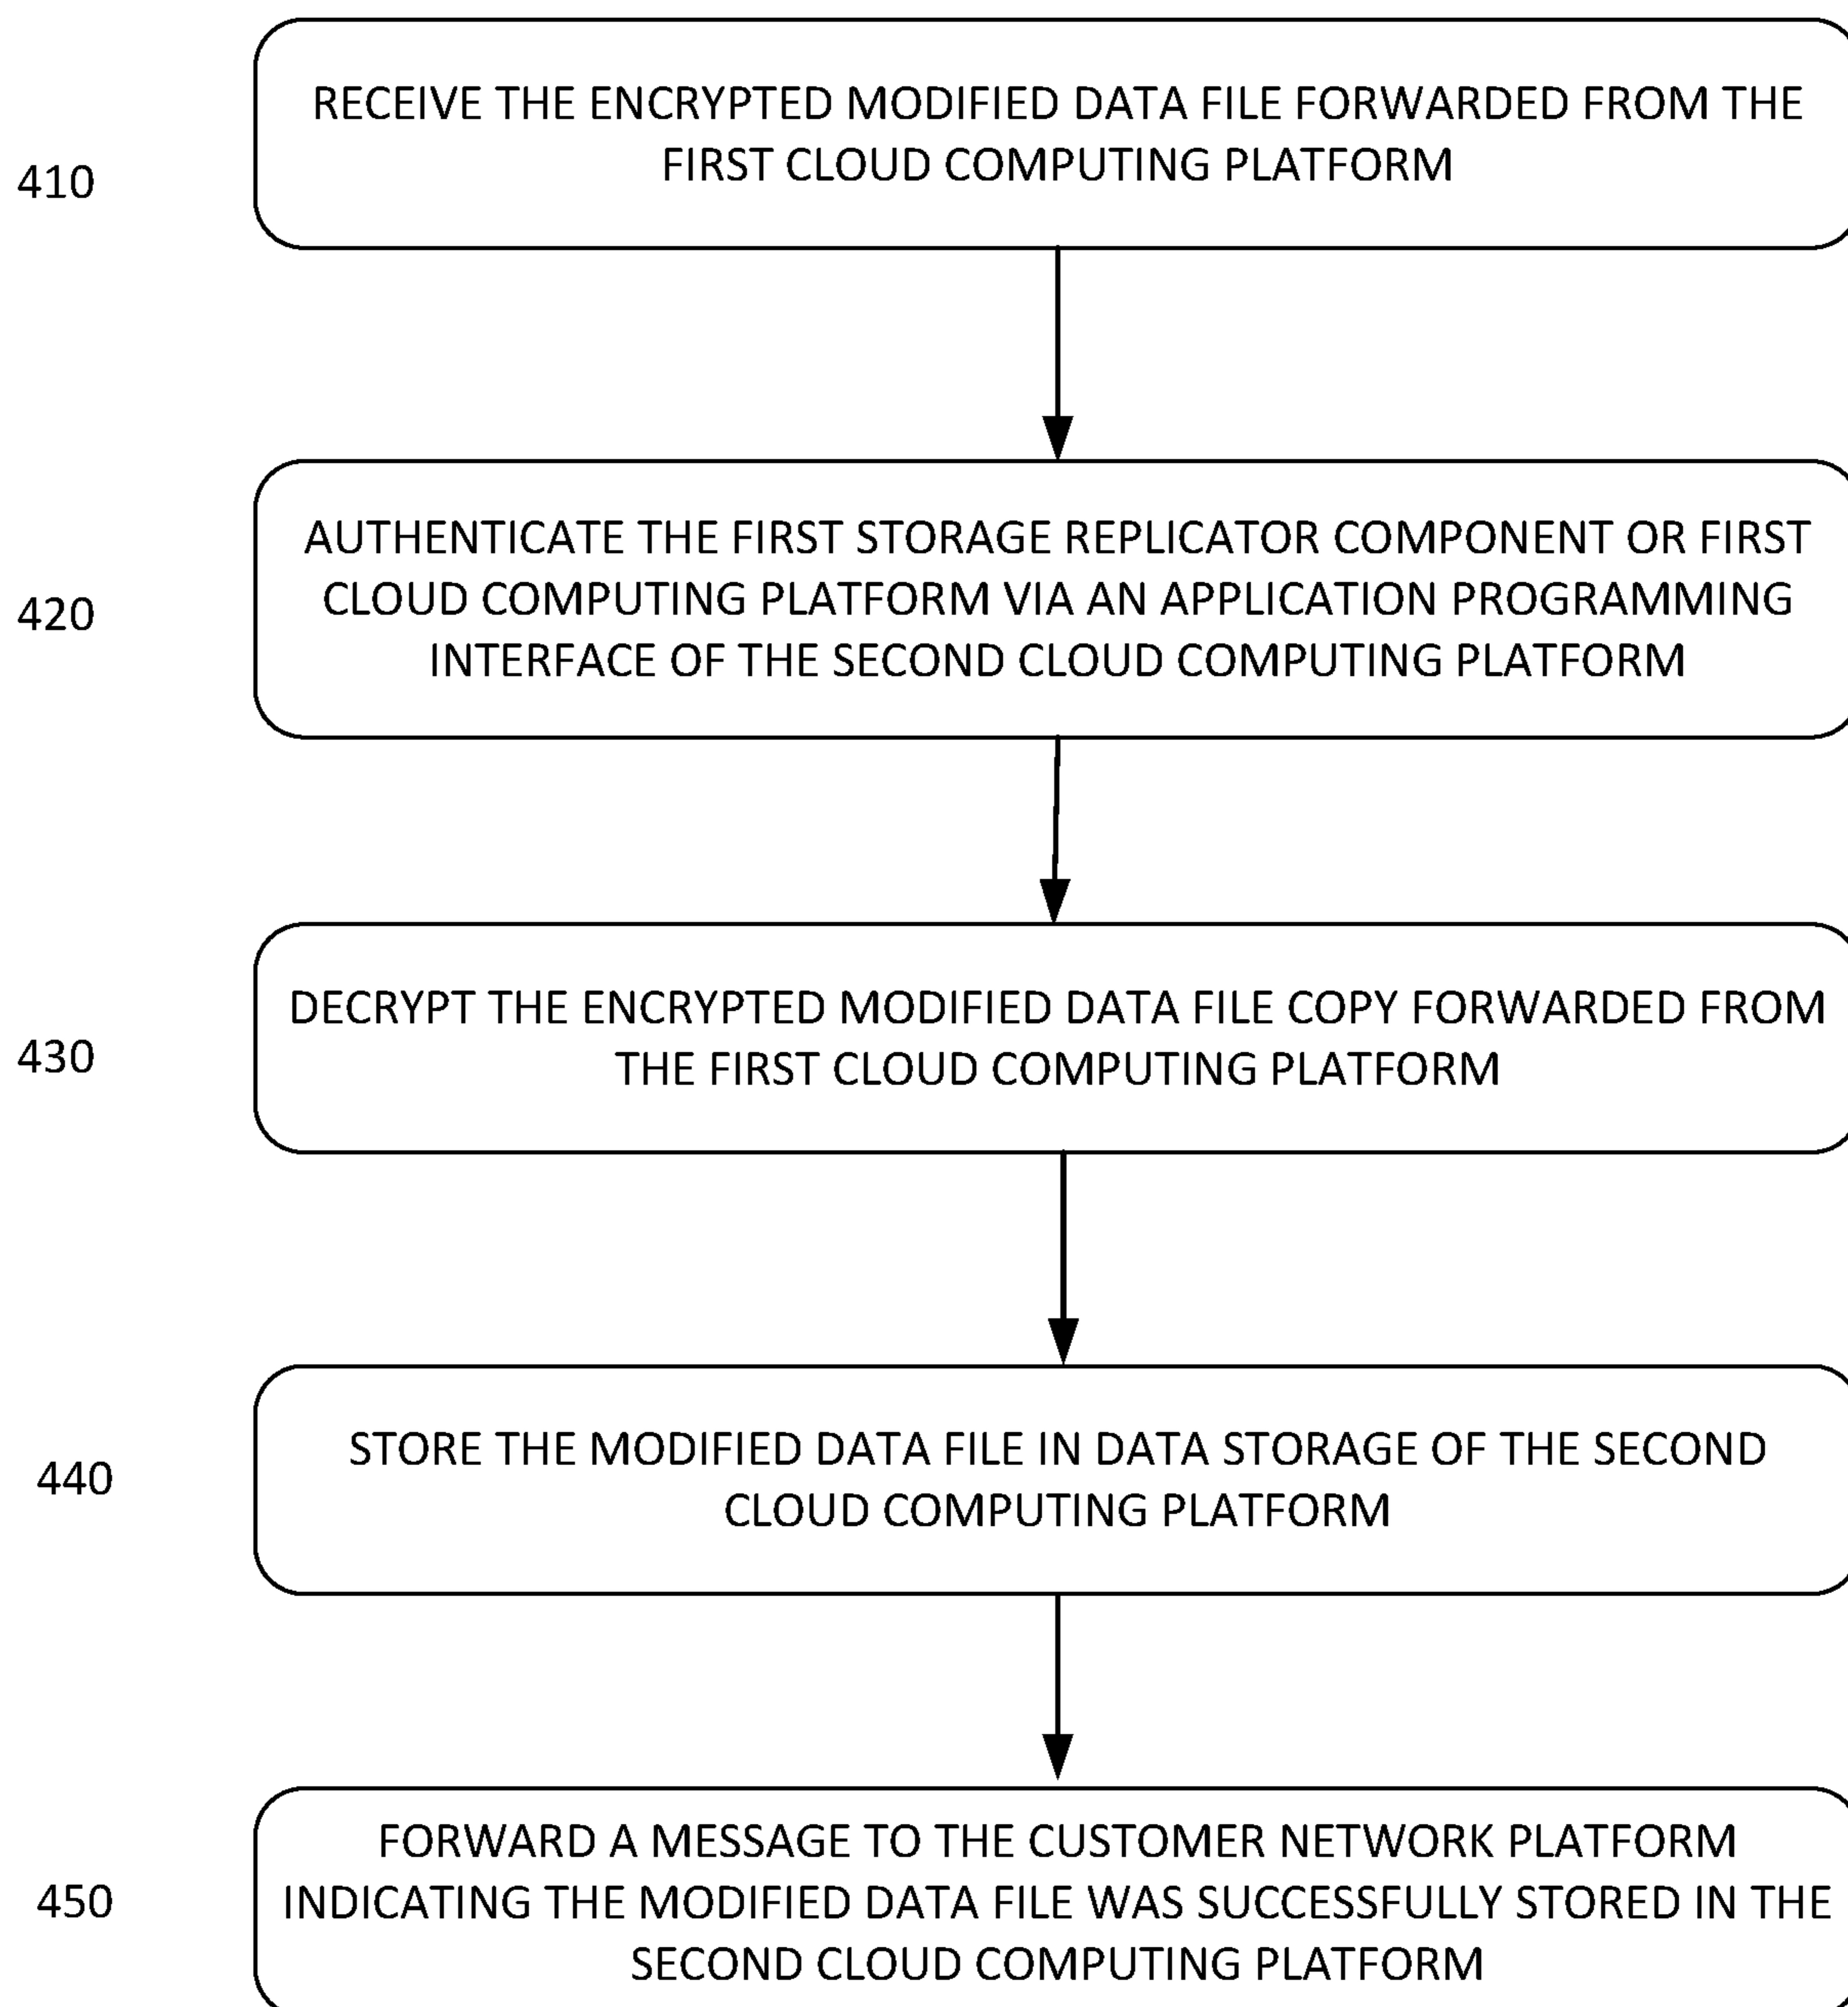 RECEIVE THE ENCRYPTED MODIFIED DATA FILE FORWARDED FROM THE
FIRST CLOUD COMPUTING PLATFORM
410
AUTHENTICATE THE FIRST STORAGE REPLICATOR COMPONENT OR FIRST
CLOUD COMPUTING PLATFORM VIA AN APPLICATION PROGRAMMING
INTERFACE OF THE SECOND CLOUD COMPUTING PLATFORM
420
DECRYPT THE ENCRYPTED MODIFIED DATA FILE COPY FORWARDED FROM
THE FIRST CLOUD COMPUTING PLATFORM
430
STORE THE MODIFIED DATA FILE IN DATA STORAGE OF THE SECOND
CLOUD COMPUTING PLATFORM
440
FORWARD A MESSAGE TO THE CUSTOMER NETWORK PLATFORM
INDICATING THE MODIFIED DATA FILE WAS SUCCESSFULLY STORED IN THE
SECOND CLOUD COMPUTING PLATFORM
450